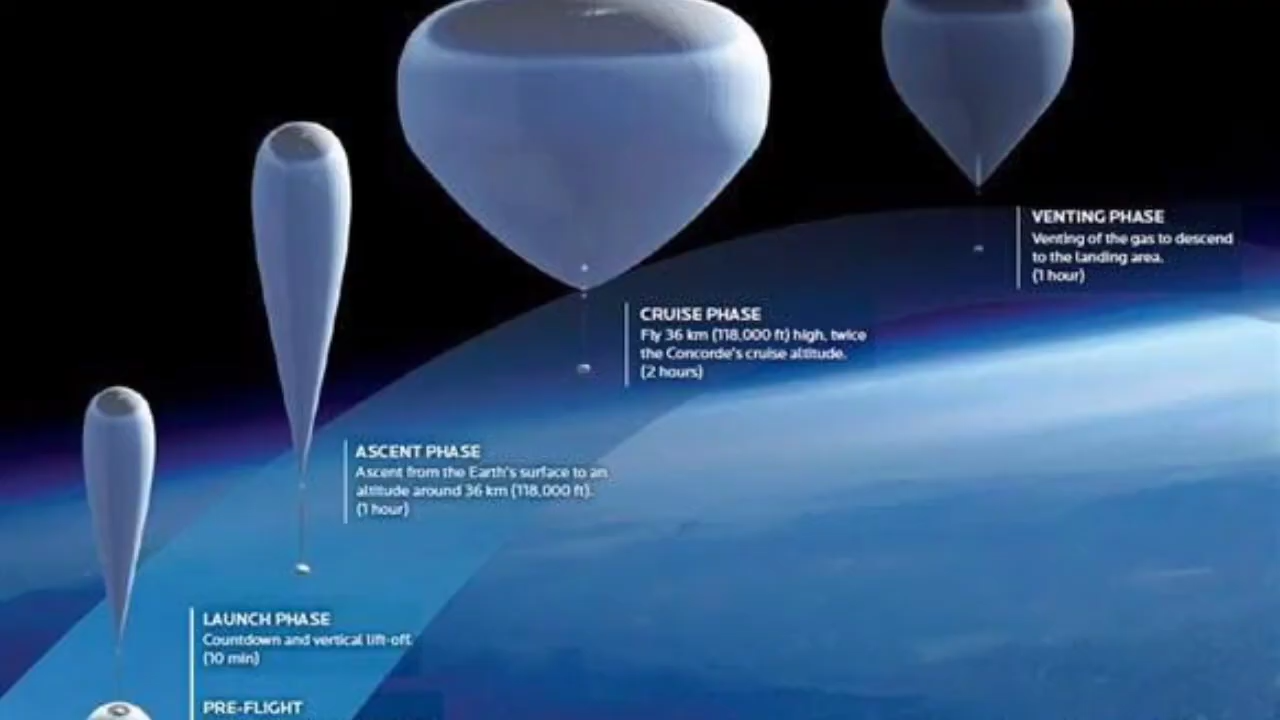 VENTING PHASE
Venting of the gas to descend
to the landing area.
(1 hour)
CRUISE PHASE
Fly 36 km (118,000 ft) high, twice
the Concorde's cruise altitude.
(2 hours)
ASCENT PHASE
Ascent from the Earth's surface to an
altitude around 36 km (118,000 ft).
(1 hour)
LAUNCH PHASE
Countdown and vertical lift-off.
(10 min)
PRE-FLIGHT